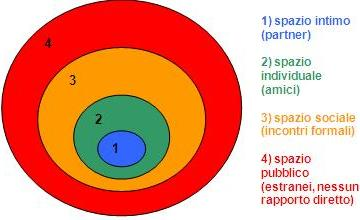 4
3
2
1
1) spazio intimo
(partner)
2) spazio
individuale
(amici)
3) spazio sociale
(incontri formali)
4) spazio
pubblico
(estranei, nessun
rapporto diretto)